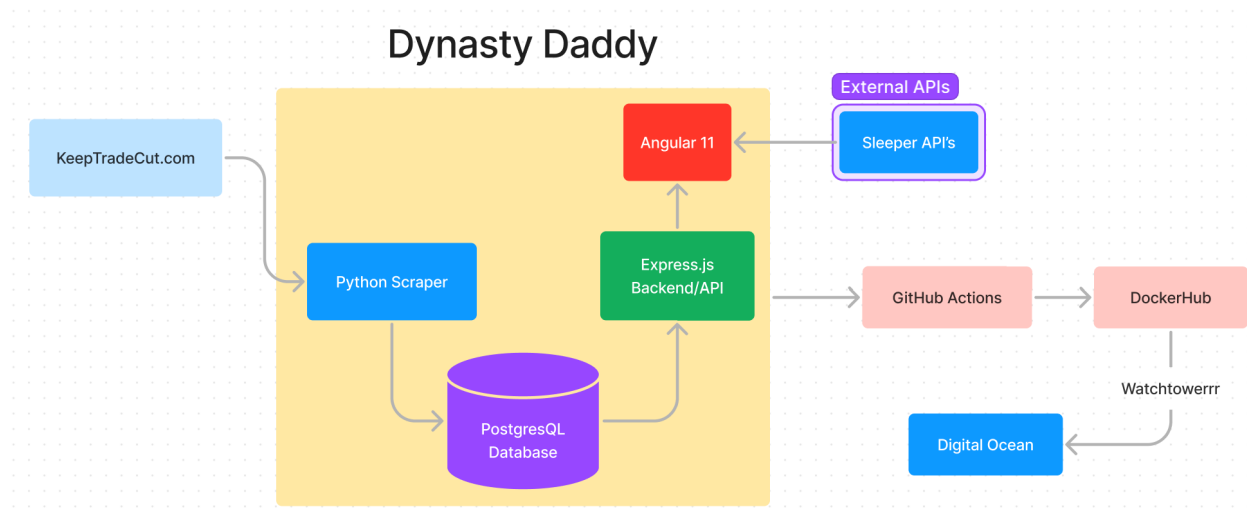 Dynasty Daddy
External APIs
KeepTradeCut.com
Angular 11
Sleeper API's
Python Scraper
Express.js
Backend/API
GitHub Actions
DockerHub
Watchtowerrr
PostgresQL
Database
Digital Ocean